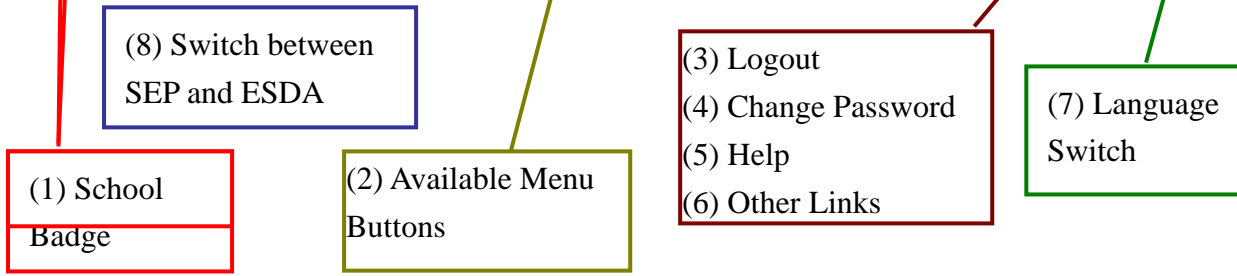 (8) Switch between
SEP and ESDA
(3) Logout
(4) Change Password
(5) Help
(6) Other Links
(7) Language
Switch
(1) School
Badge
(2) Available Menu
Buttons